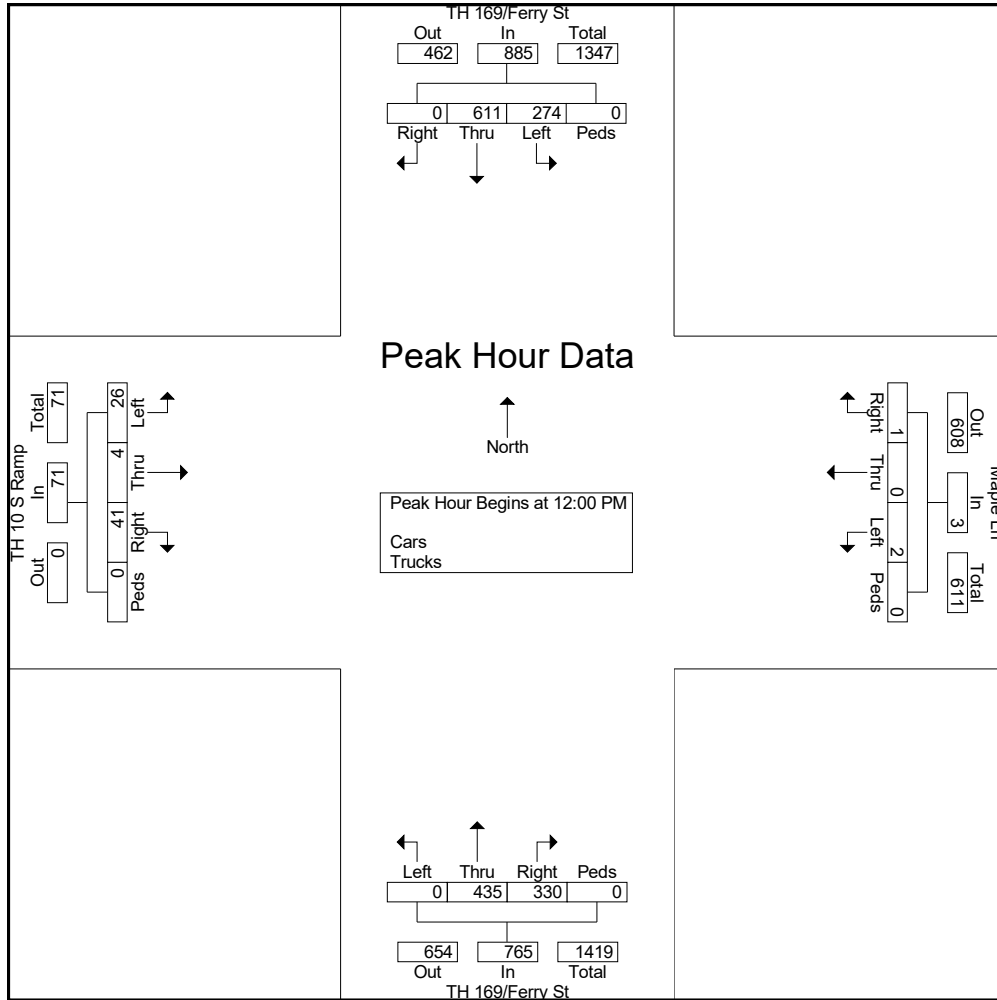 TH 169/Ferry St
Out In Total
462 885 1347
0 611 274 0
Right Thru Left Peds
Peak Hour Data
North
Peak Hour Begins at 12:00 PM
Cars
Trucks
TH 10 S Ramp
Out In Total
0 71 71
26 4 41 0
Left Thru Right Peds
Right Thru Left Peds
1 0 2 0
Out In Total
608 3 611
Maple Ln
Left Thru Right Peds
0 435 330 0
654 765 1419
Out In Total
TH 169/Ferry St